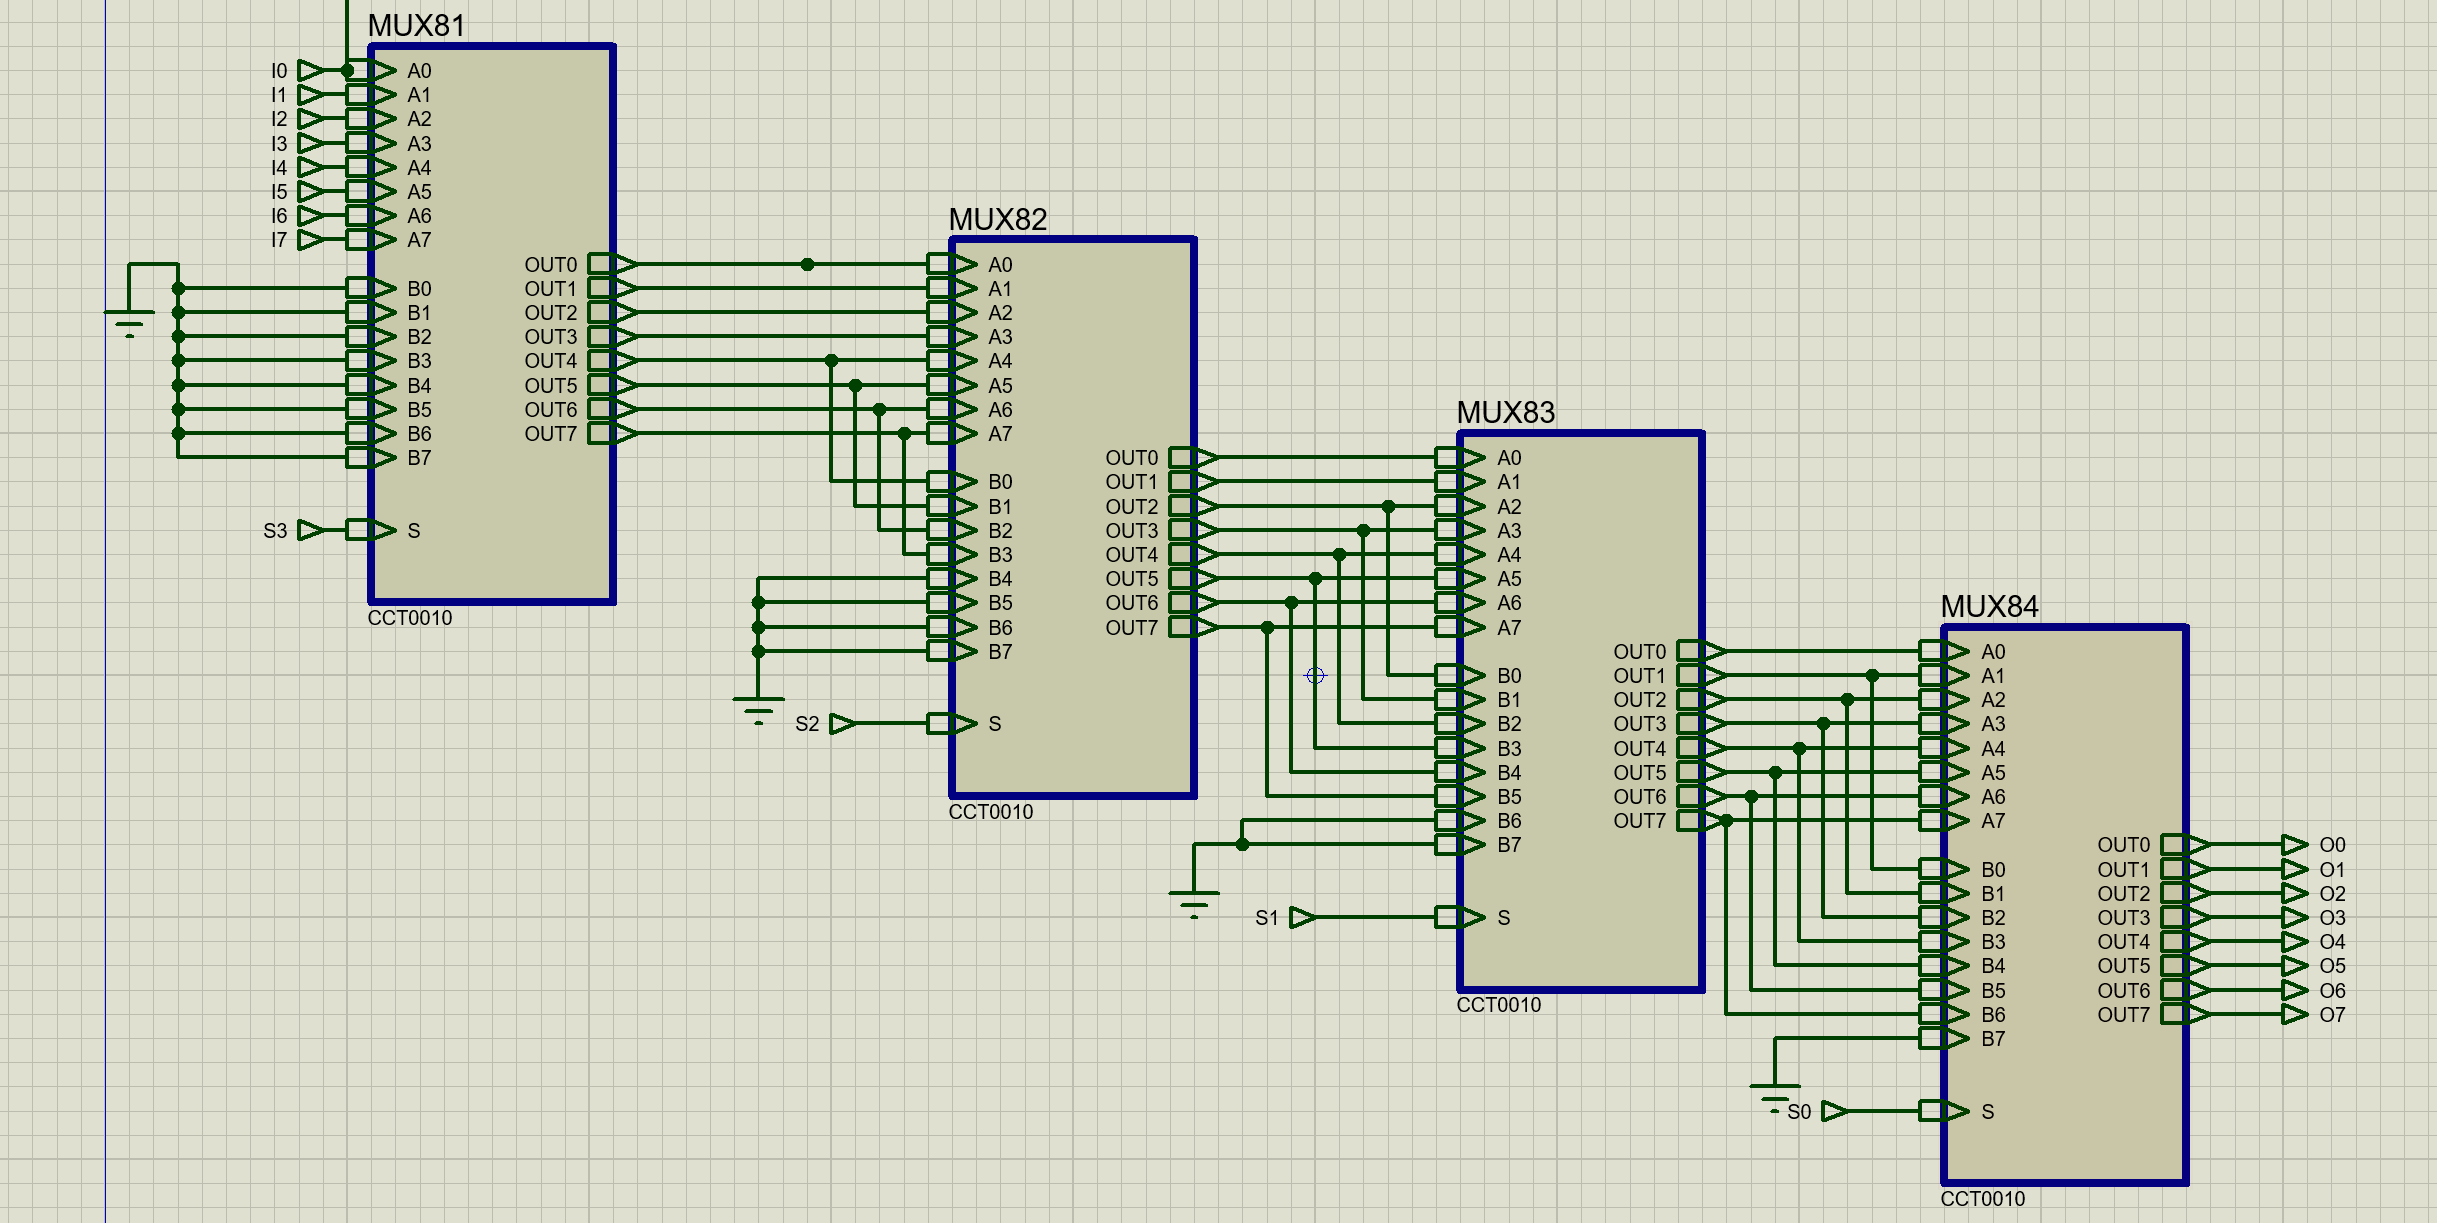 MUX81
I0 A0
I1 A1
I2 A2
I3 A3
I4 A4
I5 A5
I6 A6
I7 A7
OUT0
B0 OUT1
B1 OUT2
B2 OUT3
B3 OUT4
B4 OUT5
B5 OUT6
B6 OUT7
B7
S3 S
CCT0010
MUX82
A0
A1
A2
A3
A4
A5
A6
A7
OUT0
B0 OUT1
B1 OUT2
B2 OUT3
B3 OUT4
B4 OUT5
B5 OUT6
B6 OUT7
B7
S2 S
CCT0010
MUX83
A0
A1
A2
A3
A4
A5
A6
A7
OUT0
B0 OUT1
B1 OUT2
B2 OUT3
B3 OUT4
B4 OUT5
B5 OUT6
B6 OUT7
B7
S1 S
CCT0010
MUX84
A0
A1
A2
A3
A4
A5
A6
A7
OUT0 O0
B0 OUT1 O1
B1 OUT2 O2
B2 OUT3 O3
B3 OUT4 O4
B4 OUT5 O5
B5 OUT6 O6
B6 OUT7 O7
B7
S0 S
CCT0010